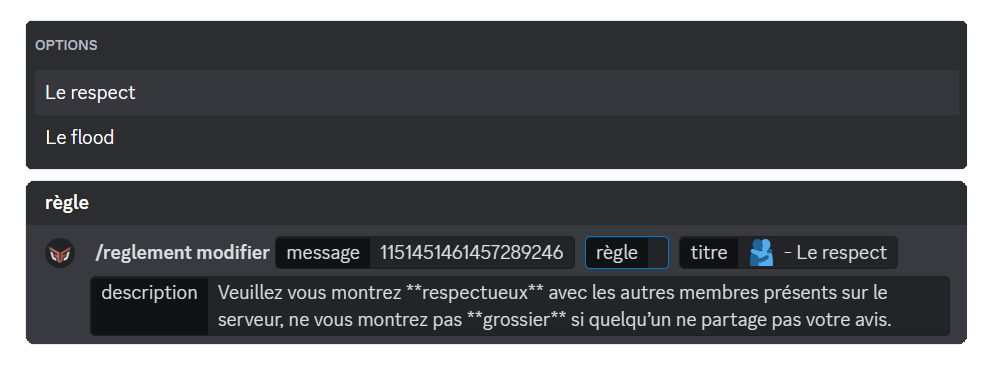 OPTIONS
Le respect
Le flood
règle
/reglement modifier message 1151451461457289246 règle titre 🫂 - Le respect
description Veuillez vous montrez **respectueux** avec les autres membres présents sur le
serveur, ne vous montrez pas **grossier** si quelqu’un ne partage pas votre avis.